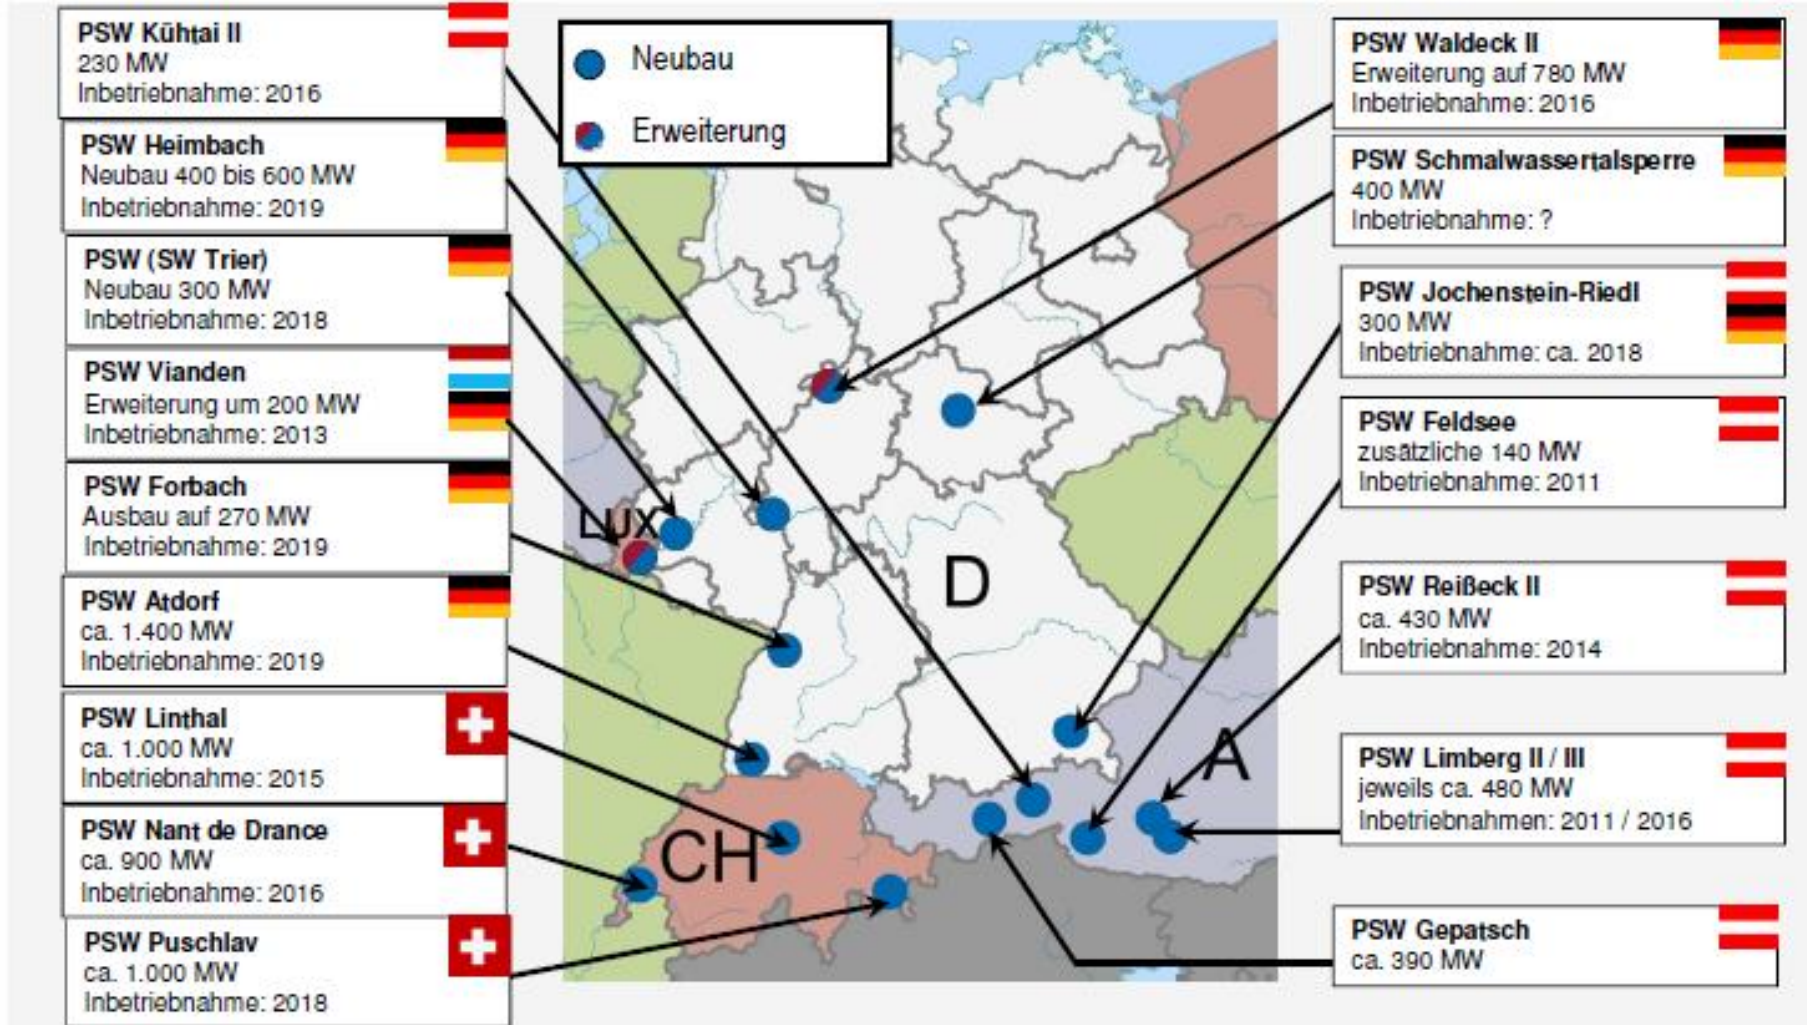 PSW Kühtai II
230 MW
Inbetriebnahme: 2016
PSW Heimbach
Neubau 400 bis 600 MW
Inbetriebnahme: 2019
PSW (SW Trier)
Neubau 300 MW
Inbetriebnahme: 2018
PSW Vianden
Erweiterung um 200 MW
Inbetriebnahme: 2013
PSW Forbach
Ausbau auf 270 MW
Inbetriebnahme: 2019
PSW Atdorf
ca. 1.400 MW
Inbetriebnahme: 2019
PSW Linthal
ca. 1.000 MW
Inbetriebnahme: 2015
PSW Nant de Drance
ca. 900 MW
Inbetriebnahme: 2016
PSW Puschlav
ca. 1.000 MW
Inbetriebnahme: 2018
Neubau
Erweiterung
LUX
D
A
CH
PSW Waldeck II
Erweiterung auf 780 MW
Inbetriebnahme: 2016
PSW Schmalwassertalsperre
400 MW
Inbetriebnahme: ?
PSW Jochenstein-Riedl
300 MW
Inbetriebnahme: ca. 2018
PSW Feldsee
zusätzliche 140 MW
Inbetriebnahme: 2011
PSW Reißeck II
ca. 430 MW
Inbetriebnahme: 2014
PSW Limberg II / III
jeweils ca. 480 MW
Inbetriebnahmen: 2011 / 2016
PSW Gepatsch
ca. 390 MW